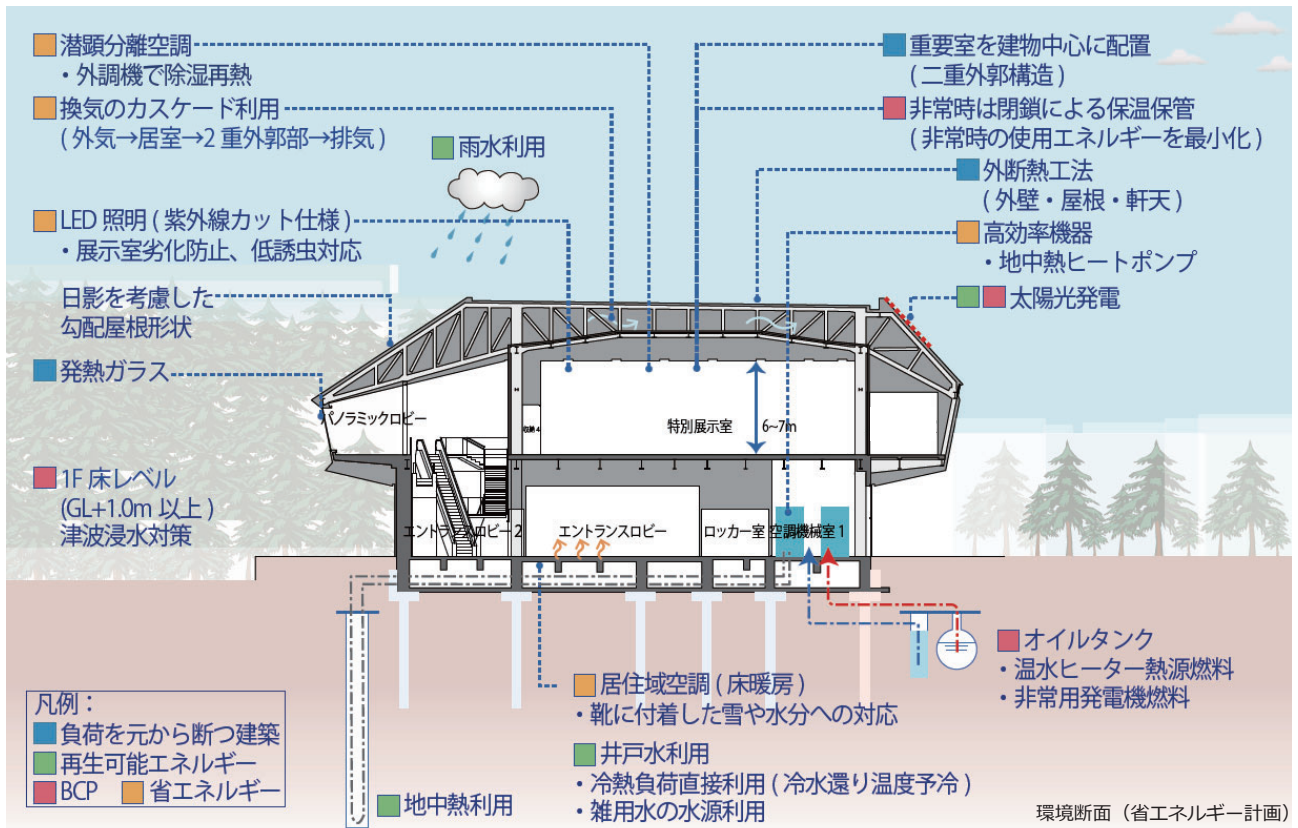 潜顕分離空調
・外調機で除湿再熱
換気のカスケード利用
( 外気→居室→2 重外郭部→排気 )
雨水利用
LED 照明 ( 紫外線カット仕様 )
・展示室劣化防止、低誘虫対応
日影を考慮した
勾配屋根形状
発熱ガラス
1F 床レベル
(GL+1.0m 以上 )
津波浸水対策
重要室を建物中心に配置
( 二重外郭構造 )
非常時は閉鎖による保温保管
( 非常時の使用エネルギーを最小化 )
外断熱工法
( 外壁・屋根・軒天 )
高効率機器
・地中熱ヒートポンプ
太陽光発電
パノラミックロビー
収納 4
特別展示室
6~7m
エントランスロビー 2
エントランスロビー
ロッカー室
空調機械室 1
オイルタンク
・温水ヒーター熱源燃料
・非常用発電機燃料
居住域空調 ( 床暖房 )
・靴に付着した雪や水分への対応
井戸水利用
・冷熱負荷直接利用 ( 冷水還り温度予冷 )
・雑用水の水源利用
地中熱利用
凡例：
負荷を元から断つ建築
再生可能エネルギー
BCP 省エネルギー
環境断面（省エネルギー計画）